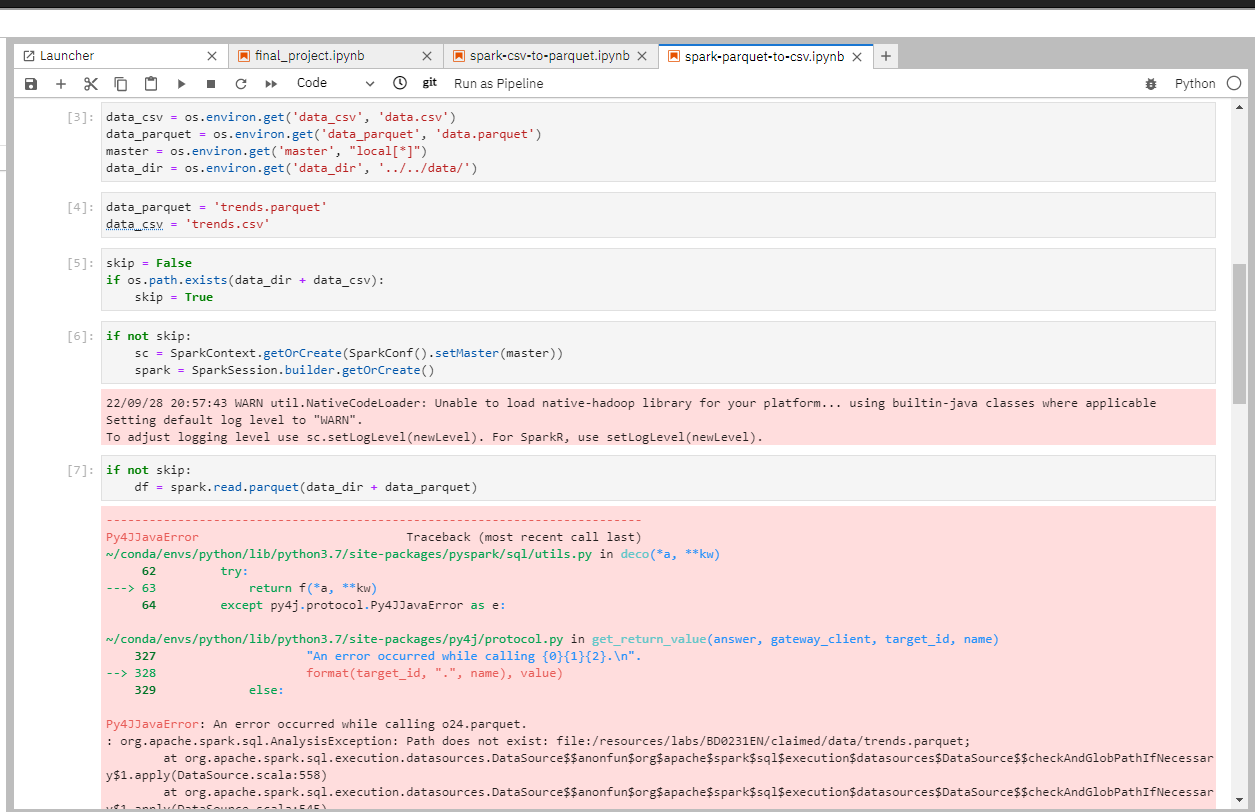 Launcher
final_project.ipynb
spark-csv-to-parquet.ipynb
spark-parquet-to-csv.ipynb
Code
git
Run as Pipeline
Python
[3]:
data_csv = os.environ.get('data_csv', 'data.csv')
data_parquet = os.environ.get('data_parquet', 'data.parquet')
master = os.environ.get('master', "local[*]")
data_dir = os.environ.get('data_dir', '../../data/')
[4]:
data_parquet = 'trends.parquet'
data_csv = 'trends.csv'
[5]:
skip = False
if os.path.exists(data_dir + data_csv):
    skip = True
[6]:
if not skip:
    sc = SparkContext.getOrCreate(SparkConf().setMaster(master))
    spark = SparkSession.builder.getOrCreate()
22/09/28 20:57:43 WARN util.NativeCodeLoader: Unable to load native-hadoop library for your platform... using builtin-java classes where applicable
Setting default log level to "WARN".
To adjust logging level use sc.setLogLevel(newLevel). For SparkR, use setLogLevel(newLevel).
[7]:
if not skip:
    df = spark.read.parquet(data_dir + data_parquet)
---------------------------------------------------------------------------
Py4JJavaError                             Traceback (most recent call last)
~/conda/envs/python/lib/python3.7/site-packages/pyspark/sql/utils.py in deco(*a, **kw)
     62         try:
---> 63             return f(*a, **kw)
     64         except py4j.protocol.Py4JJavaError as e:
~/conda/envs/python/lib/python3.7/site-packages/py4j/protocol.py in get_return_value(answer, gateway_client, target_id, name)
    327                     "An error occurred while calling {0}{1}{2}.\n".
--> 328                     format(target_id, ".", name), value)
    329             else:
Py4JJavaError: An error occurred while calling o24.parquet.
: org.apache.spark.sql.AnalysisException: Path does not exist: file:/resources/labs/BD0231EN/claimed/data/trends.parquet;
        at org.apache.spark.sql.execution.datasources.DataSource$$anonfun$org$apache$spark$sql$execution$datasources$DataSource$$checkAndGlobPathIfNecessar
y$1.apply(DataSource.scala:558)
        at org.apache.spark.sql.execution.datasources.DataSource$$anonfun$org$apache$spark$sql$execution$datasources$DataSource$$checkAndGlobPathIfNecessar
y$1.apply(DataSource.scala:545)